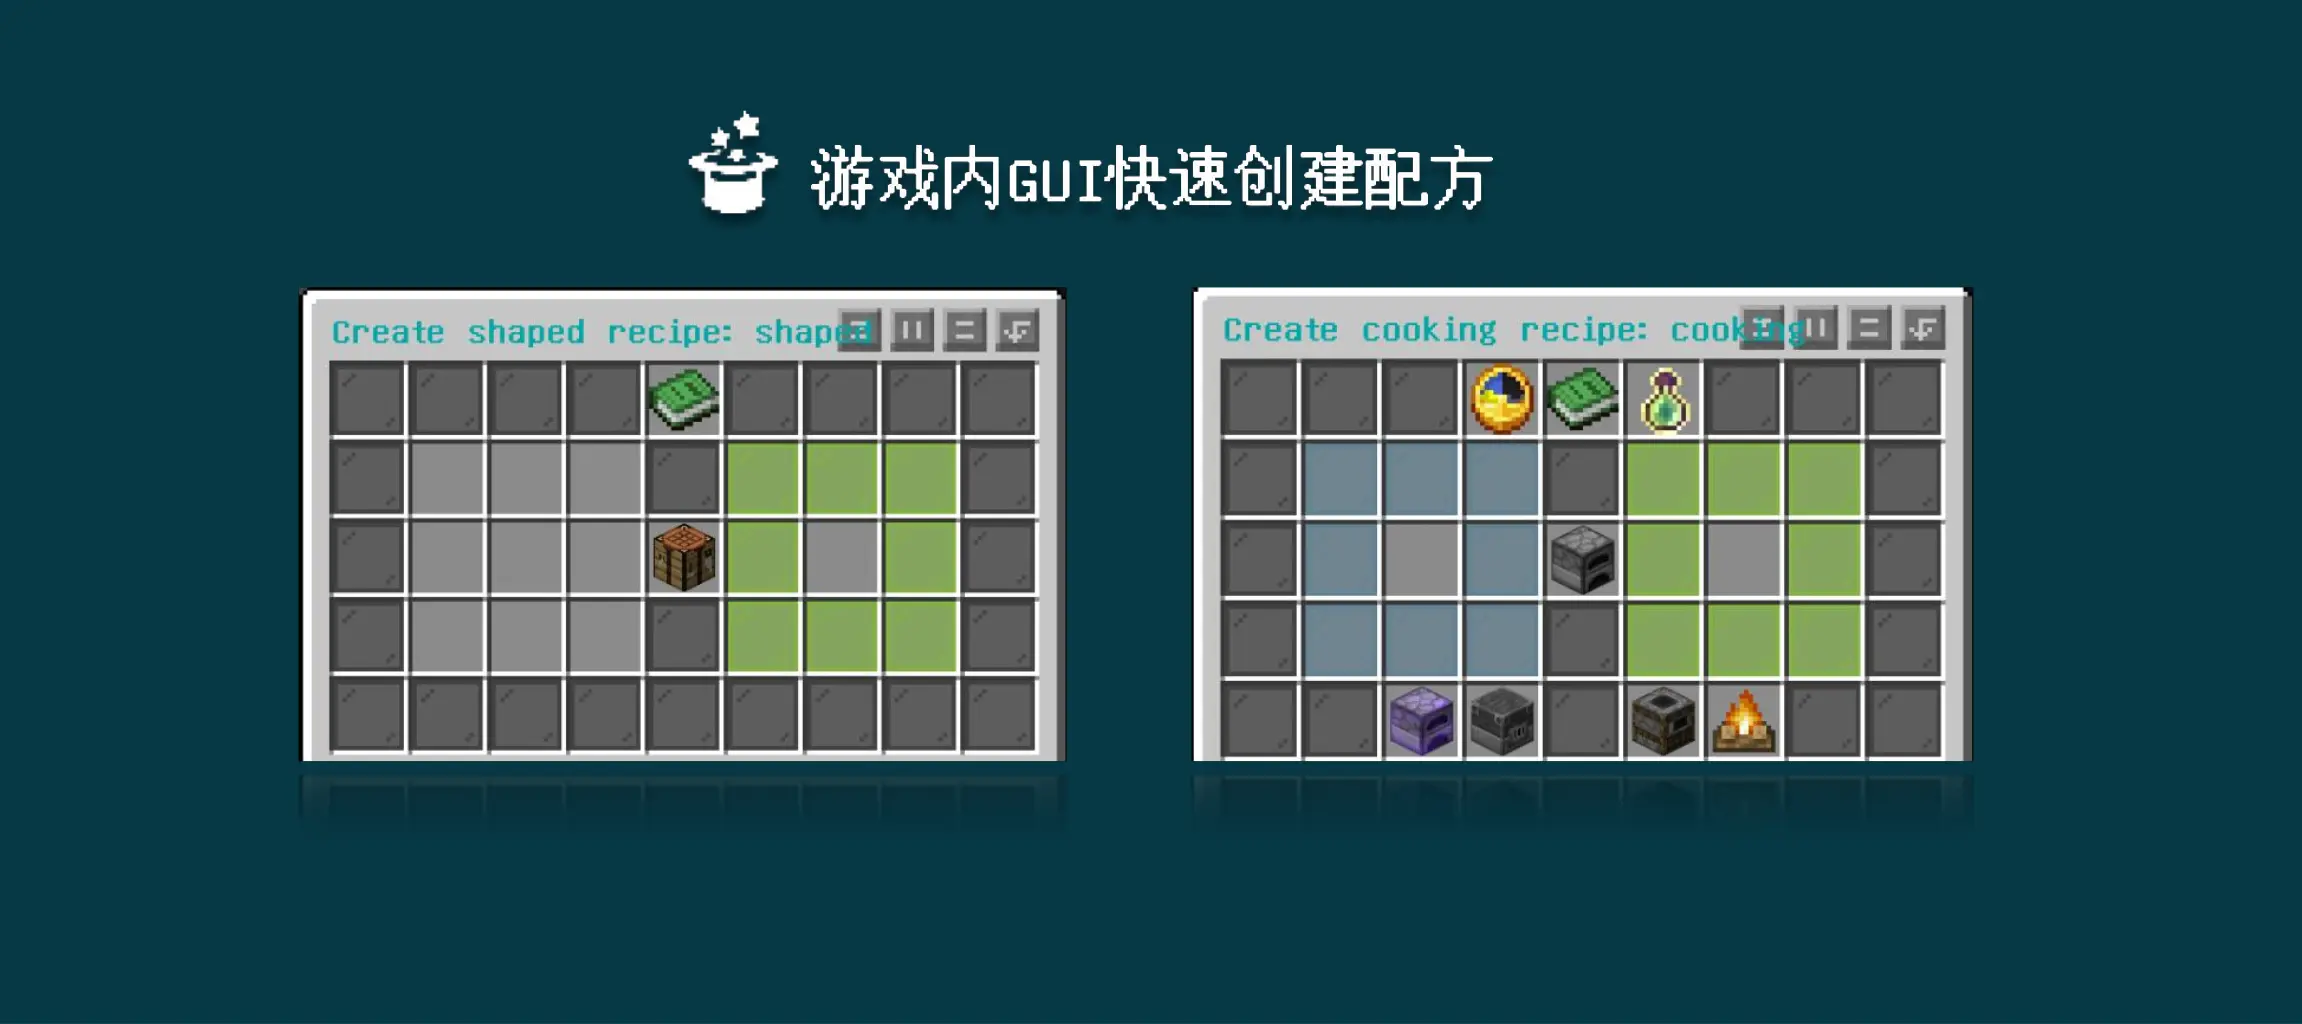 游戏内GUI快速创建配方
Create shaped recipe: shaped
Create cooking recipe: cooking